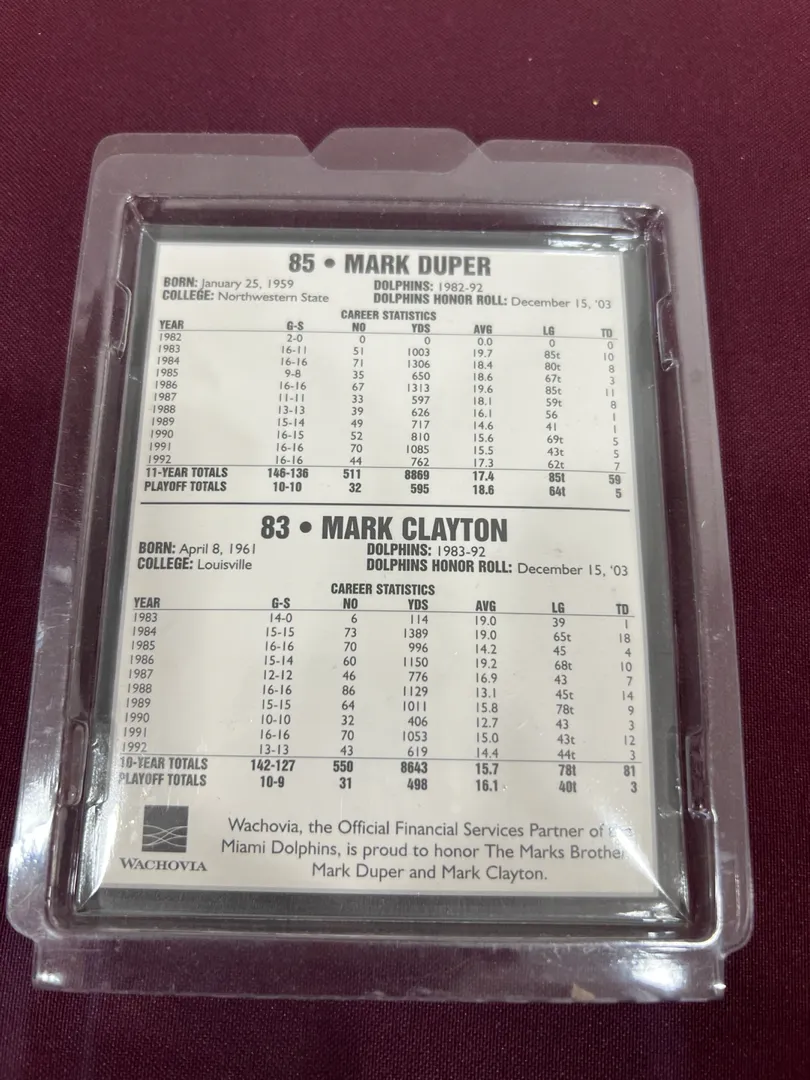 85 • MARK DUPER
BORN: January 25, 1959 DOLPHINS: 1982-92
COLLEGE: Northwestern State DOLPHINS HONOR ROLL: December 15, '03
CAREER STATISTICS
YEAR G-S NO YDS AVG LG TD
1982 2-0 0 0 0.0 0 0
1983 16-11 51 1003 19.7 85t 10
1984 16-16 71 1306 18.4 80t 8
1985 9-8 35 650 18.6 67t 3
1986 16-16 67 1313 19.6 85t 11
1987 11-11 33 597 18.1 59t 8
1988 13-13 39 626 16.1 56 1
1989 15-14 49 717 14.6 41 1
1990 16-15 52 810 15.6 69t 5
1991 16-16 70 1085 15.5 43t 5
1992 16-16 44 762 17.3 62t 7
11-YEAR TOTALS 146-136 511 8869 17.4 85t 59
PLAYOFF TOTALS 10-10 32 595 18.6 64t 5
83 • MARK CLAYTON
BORN: April 8, 1961 DOLPHINS: 1983-92
COLLEGE: Louisville DOLPHINS HONOR ROLL: December 15, '03
CAREER STATISTICS
YEAR G-S NO YDS AVG LG TD
1983 14-0 6 114 19.0 39 1
1984 15-15 73 1389 19.0 65t 18
1985 16-16 70 996 14.2 45 4
1986 15-14 60 1150 19.2 68t 10
1987 12-12 46 776 16.9 43 7
1988 16-16 86 1129 13.1 45t 14
1989 15-15 64 1011 15.8 78t 9
1990 10-10 32 406 12.7 43 3
1991 16-16 70 1053 15.0 43t 12
1992 13-13 43 619 14.4 44t 3
10-YEAR TOTALS 142-127 550 8643 15.7 78t 81
PLAYOFF TOTALS 10-9 31 498 16.1 40t 3
WACHOVIA
Wachovia, the Official Financial Services Partner of
Miami Dolphins, is proud to honor The Marks
Mark Duper and Mark Clayton.